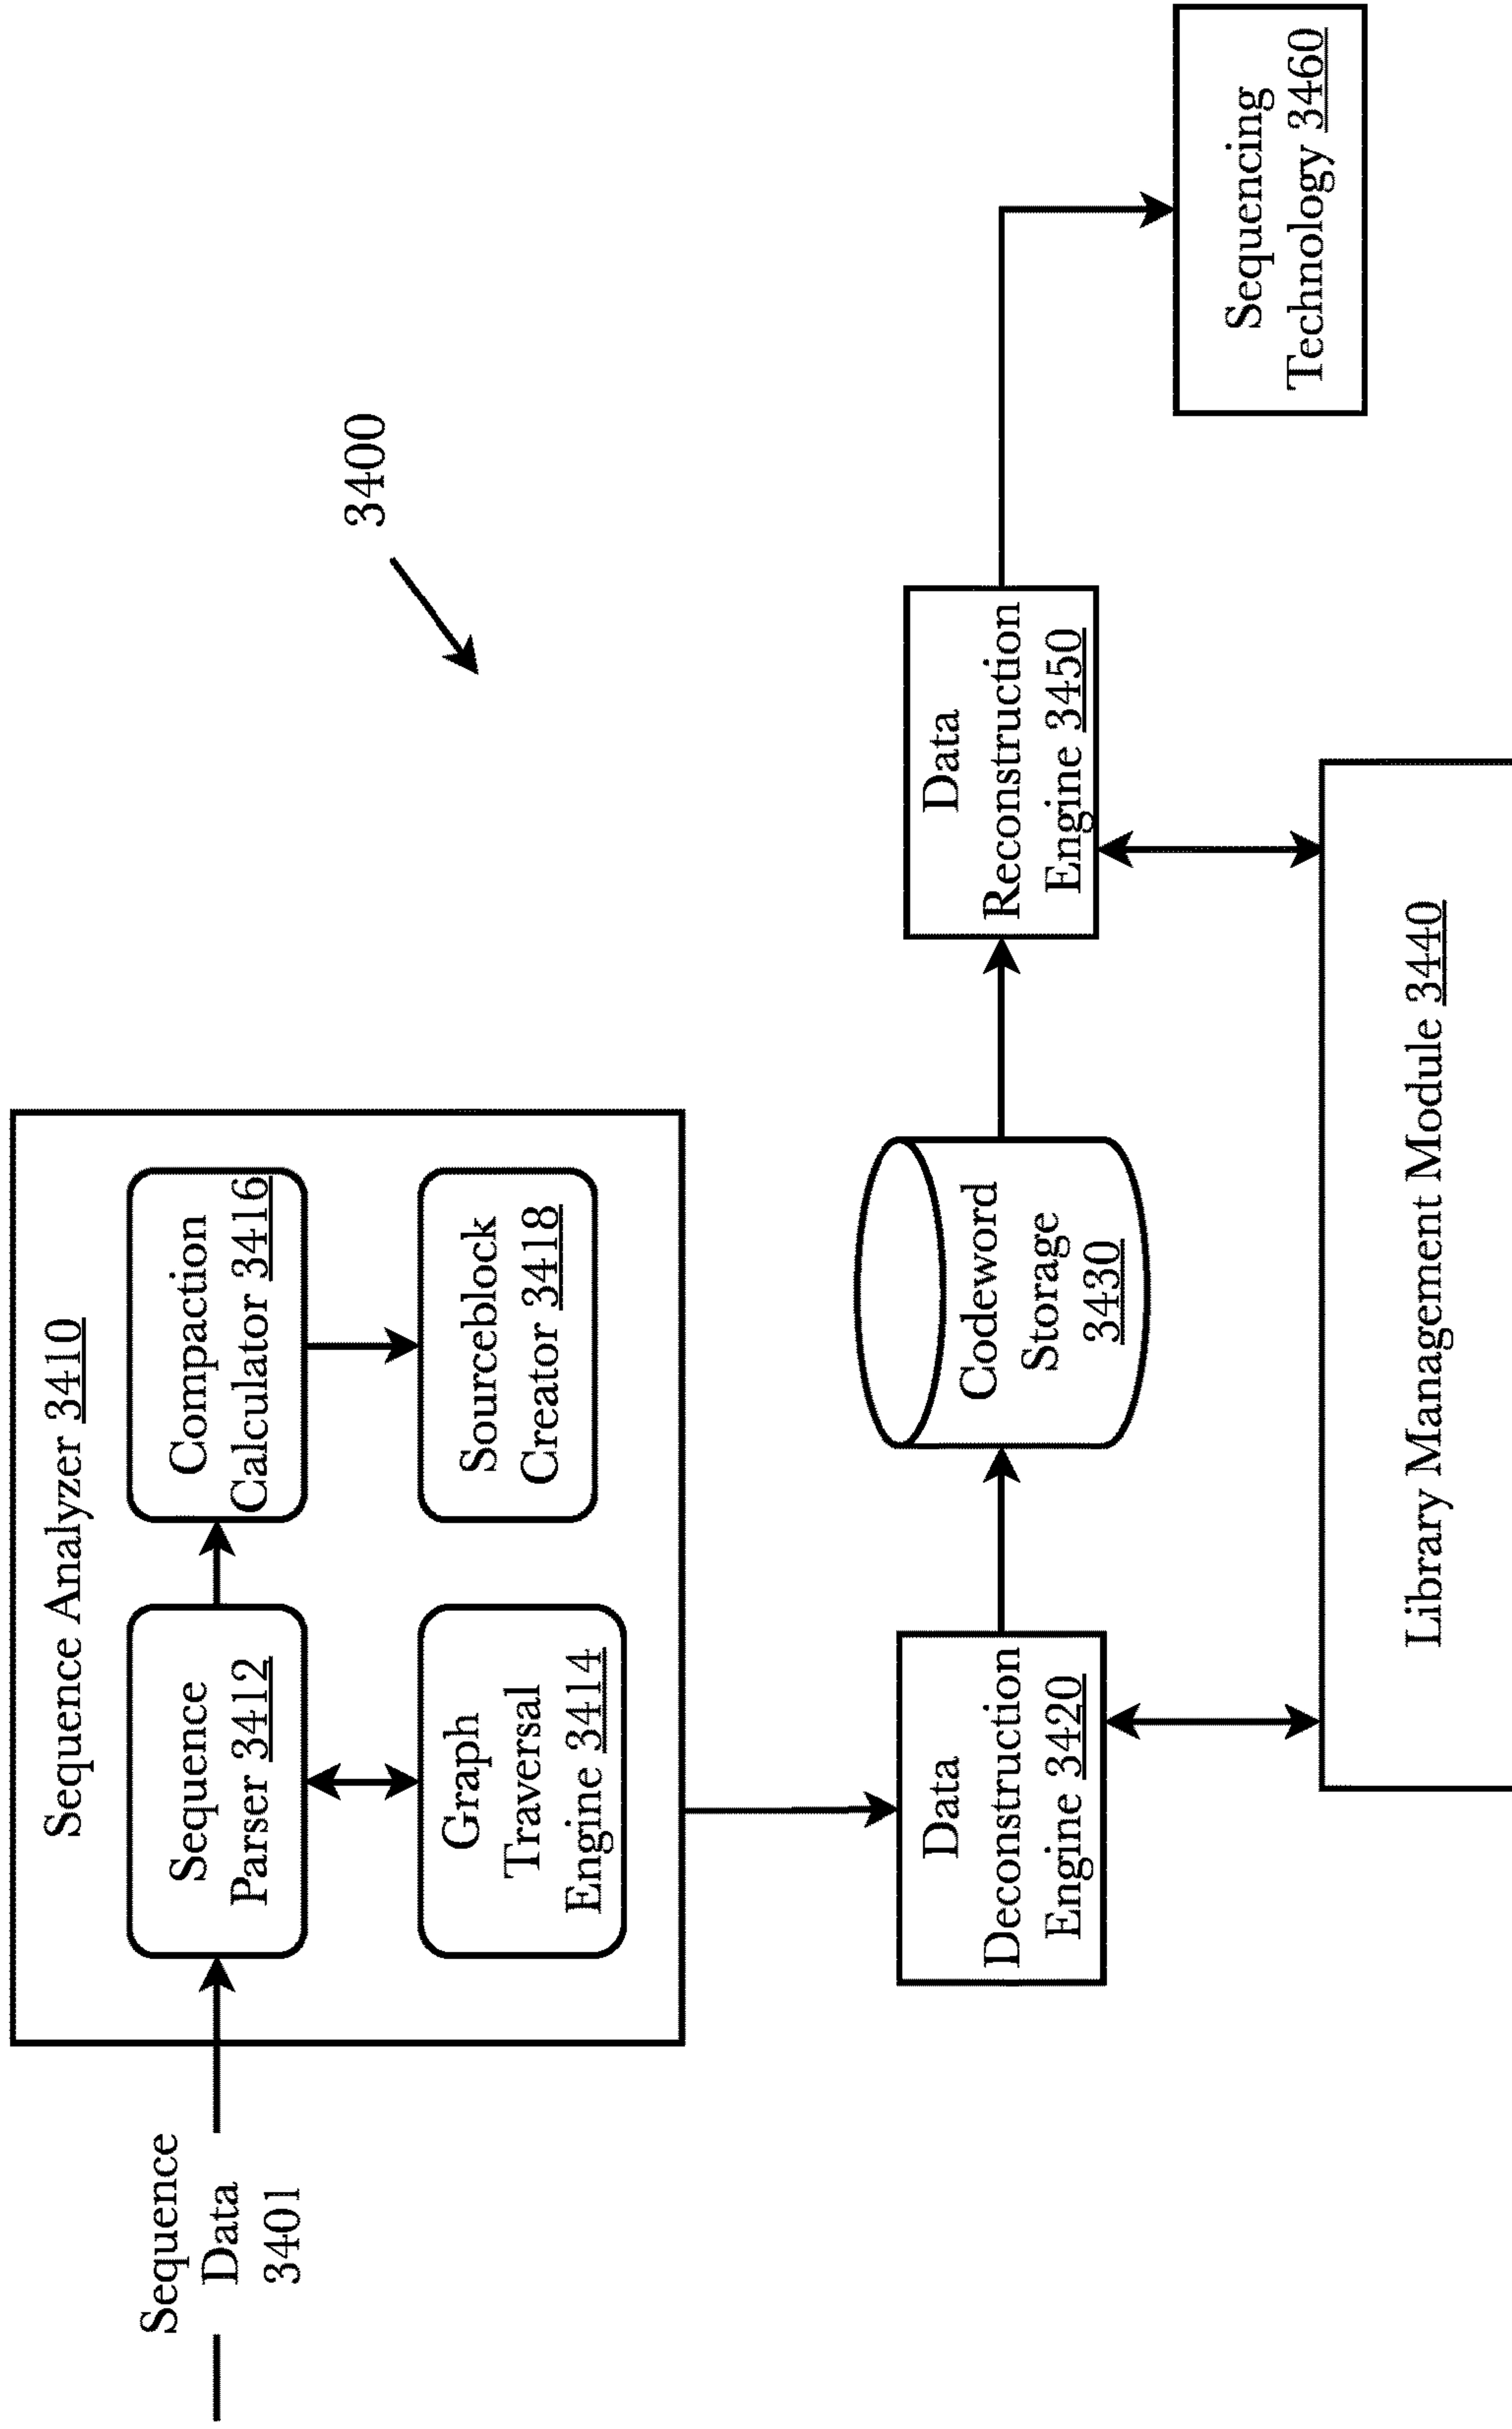 3400
Sequence
Data
3401
Sequence Analyzer 3410
Sequence
Parser 3412
Compaction
Calculator 3416
Graph
Traversal
Engine 3414
Sourceblock
Creator 3418
Data
Deconstruction
Engine 3420
Codeword
Storage
3430
Data
Reconstruction
Engine 3450
Sequencing
Technology 3460
Library Management Module 3440